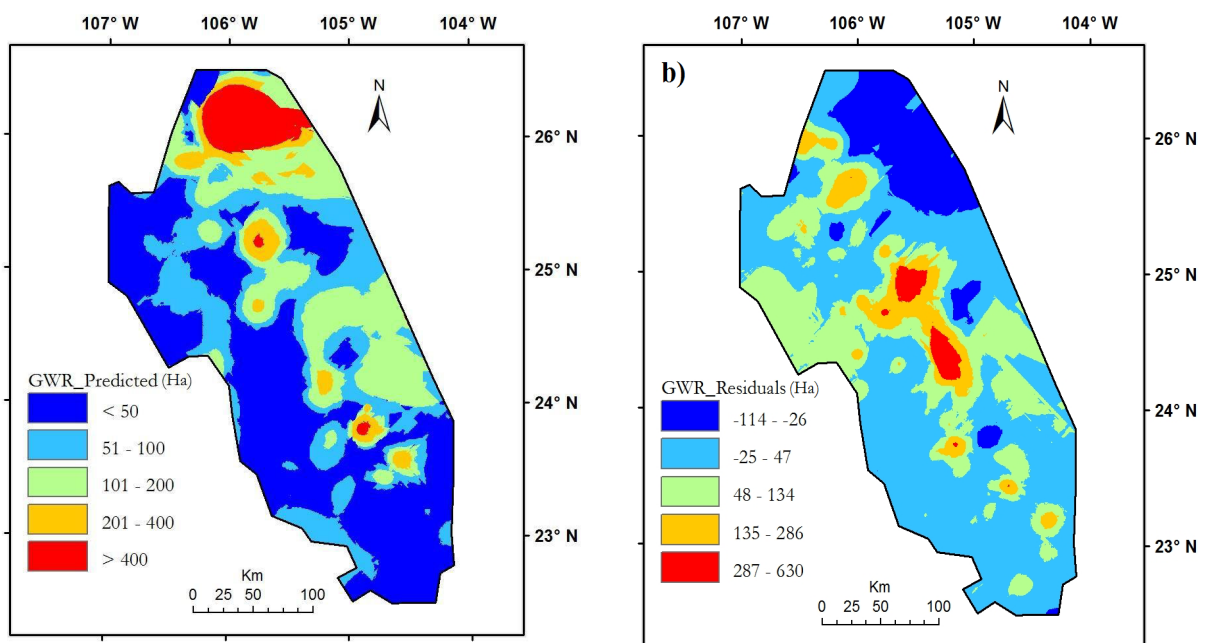 107° W 106° W 105° W 104° W
N
26° N
25° N
24° N
23° N
GWR_Predicted (Ha)
< 50
51 - 100
101 - 200
201 - 400
> 400
Km
0 25 50 100
107° W 106° W 105° W 104° W
b)
N
26° N
25° N
24° N
23° N
GWR_Residuals (Ha)
-114 - -26
-25 - 47
48 - 134
135 - 286
287 - 630
Km
0 25 50 100